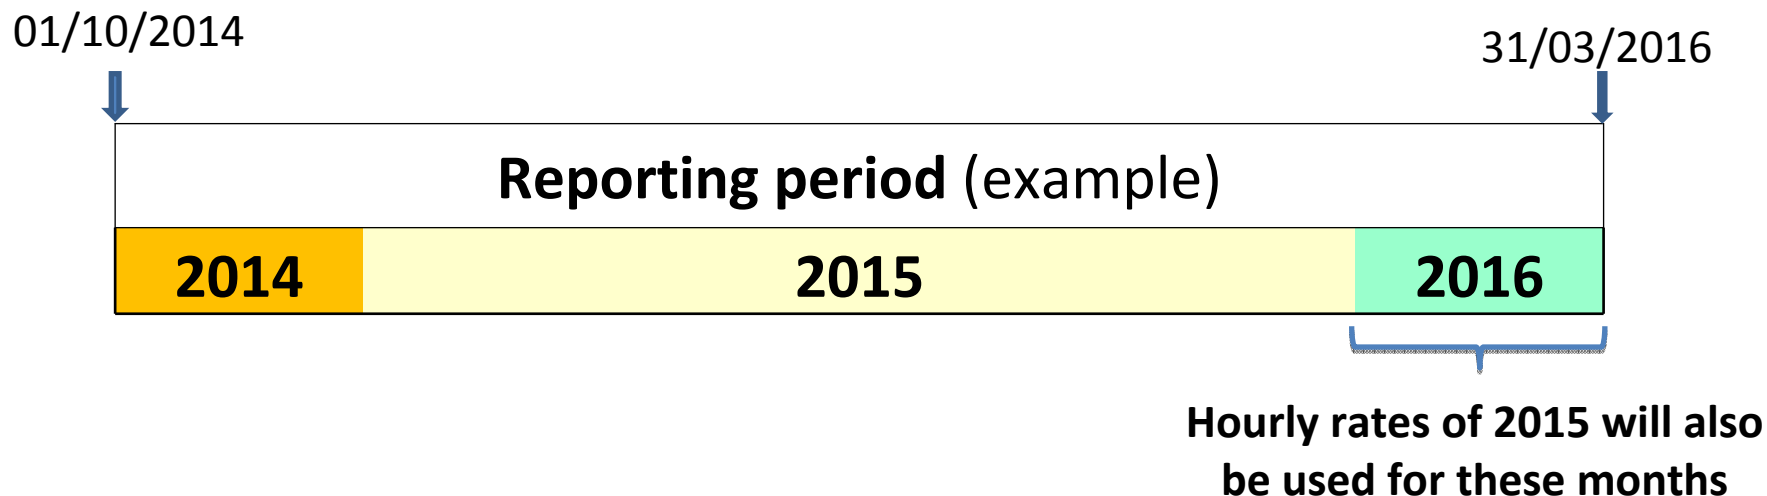 01/10/2014
31/03/2016
Reporting period (example)
2014 2015 2016
Hourly rates of 2015 will also
be used for these months